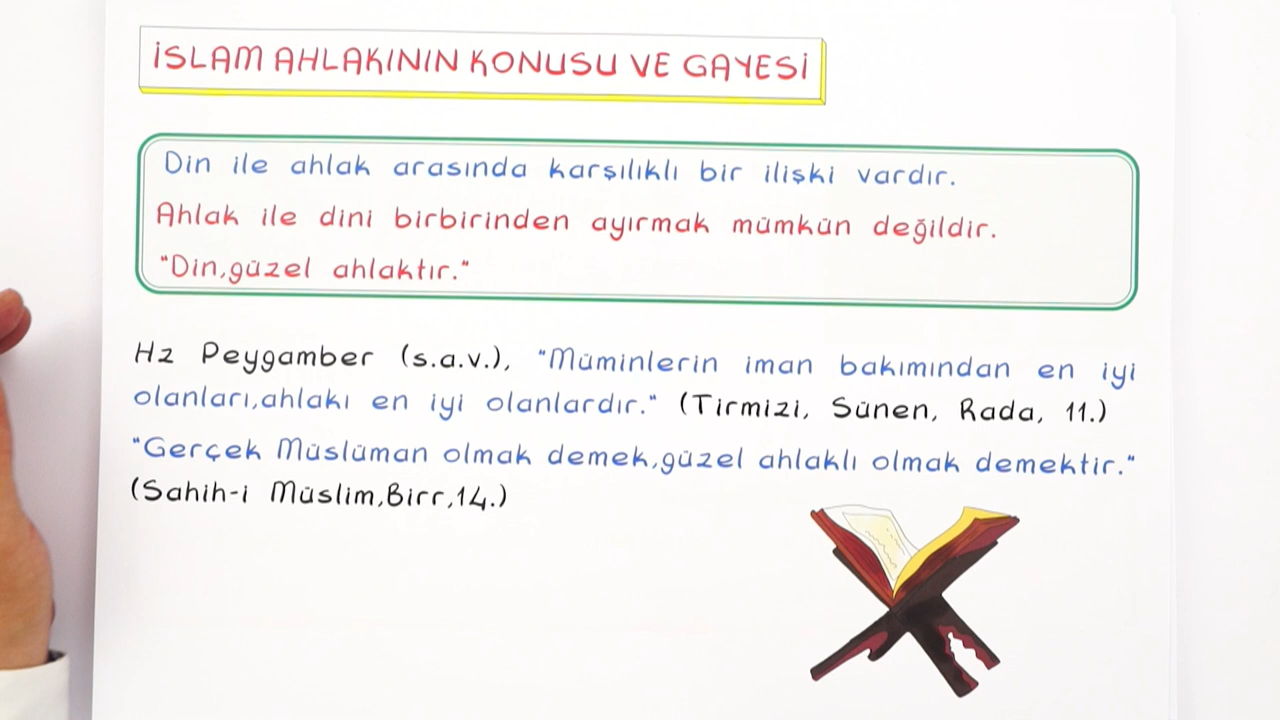 İSLAM AHLAKININ KONUSU VE GAYESİ
Din ile ahlak arasında karşılıklı bir ilişki vardır.
Ahlak ile dini birbirinden ayırmak mümkün değildir.
"Din,güzel ahlaktır."
Hz Peygamber (s.a.v.), "Müminlerin iman bakımından en iyi
olanları,ahlakı en iyi olanlardır." (Tirmizi, Sünen, Rada, 11.)
"Gerçek Müslüman olmak demek,güzel ahlaklı olmak demektir."
(Sahih-i Müslim,Birr,14.)